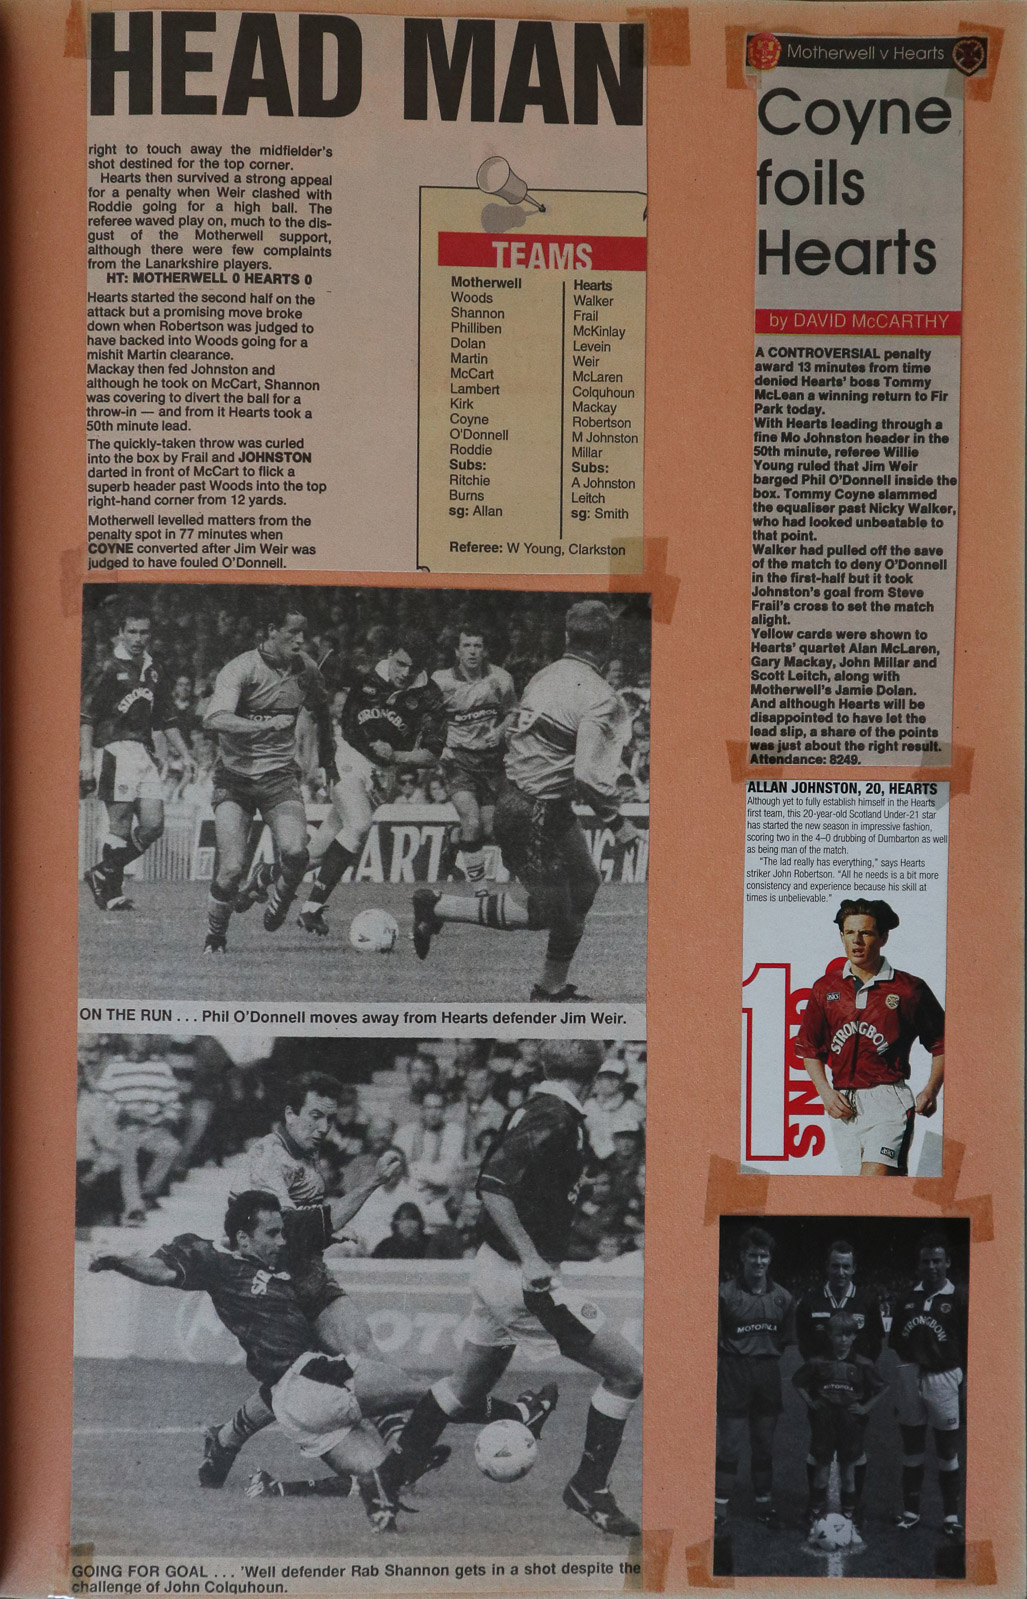 HEAD MAN
right to touch away the midfielder's
shot destined for the top corner.
Hearts then survived a strong appeal
for a penalty when Weir clashed with
Roddie going for a high ball. The
referee waved play on, much to the dis-
gust of the Motherwell support,
although there were few complaints
from the Lanarkshire players.
HT: MOTHERWELL 0 HEARTS 0
Hearts started the second half on the
attack but a promising move broke
down when Robertson was judged to
have backed into Woods going for a
mishit Martin clearance.
Mackay then fed Johnston and
although he took on McCart, Shannon
was covering to divert the ball for a
throw-in — and from it Hearts took a
50th minute lead.
The quickly-taken throw was curled
into the box by Frail and JOHNSTON
darted in front of McCart to flick a
superb header past Woods into the top
right-hand corner from 12 yards.
Motherwell levelled matters from the
penalty spot in 77 minutes when
COYNE converted after Jim Weir was
judged to have fouled O'Donnell.
TEAMS
Motherwell
Woods
Shannon
Philliben
Dolan
Martin
McCart
Lambert
Kirk
Coyne
O'Donnell
Roddie
Subs:
Ritchie
Burns
sg: Allan
Hearts
Walker
Frail
McKinlay
Levein
Weir
McLaren
Colquhoun
Mackay
Robertson
M Johnston
Millar
Subs:
A Johnston
Leitch
sg: Smith
Referee: W Young, Clarkston
STRONGBOW
MOTOROLA
ON THE RUN . . . Phil O'Donnell moves away from Hearts defender Jim Weir.
GOING FOR GOAL . . . 'Well defender Rab Shannon gets in a shot despite the
challenge of John Colquhoun.
Motherwell v Hearts
Coyne
foils
Hearts
by DAVID McCARTHY
A CONTROVERSIAL penalty
award 13 minutes from time
denied Hearts' boss Tommy
McLean a winning return to Fir
Park today.
With Hearts leading through a
fine Mo Johnston header in the
50th minute, referee Willie
Young ruled that Jim Weir
barged Phil O'Donnell inside the
box. Tommy Coyne slammed
the equaliser past Nicky Walker,
who had looked unbeatable to
that point.
Walker had pulled off the save
of the match to deny O'Donnell
in the first-half but it took
Johnston's goal from Steve
Frail's cross to set the match
alight.
Yellow cards were shown to
Hearts' quartet Alan McLaren,
Gary Mackay, John Millar and
Scott Leitch, along with
Motherwell's Jamie Dolan.
And although Hearts will be
disappointed to have let the
lead slip, a share of the points
was just about the right result.
Attendance: 8249.
ALLAN JOHNSTON, 20, HEARTS
Although yet to fully establish himself in the Hearts
first team, this 20-year-old Scotland Under-21 star
has started the new season in impressive fashion,
scoring two in the 4–0 drubbing of Dumbarton as well
as being man of the match.
"The lad really has everything," says Hearts
striker John Robertson. "All he needs is a bit more
consistency and experience because his skill at
times is unbelievable."
1
STRONGBOW
MOTOROLA
STRONGBOW
MOTOROLA